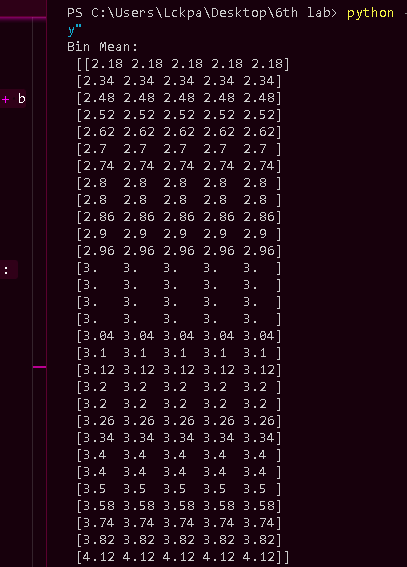 PS C:\Users\Lckpa\Desktop\6th lab> python -
y"
Bin Mean:
[[2.18 2.18 2.18 2.18 2.18]
[2.34 2.34 2.34 2.34 2.34]
+ b
[2.48 2.48 2.48 2.48 2.48]
[2.52 2.52 2.52 2.52 2.52]
[2.62 2.62 2.62 2.62 2.62]
[2.7  2.7  2.7  2.7  2.7 ]
[2.74 2.74 2.74 2.74 2.74]
[2.8  2.8  2.8  2.8  2.8 ]
[2.8  2.8  2.8  2.8  2.8 ]
[2.86 2.86 2.86 2.86 2.86]
[2.9  2.9  2.9  2.9  2.9 ]
[2.96 2.96 2.96 2.96 2.96]
:
[3.   3.   3.   3.   3.  ]
[3.   3.   3.   3.   3.  ]
[3.   3.   3.   3.   3.  ]
[3.   3.   3.   3.   3.  ]
[3.04 3.04 3.04 3.04 3.04]
[3.1  3.1  3.1  3.1  3.1 ]
[3.12 3.12 3.12 3.12 3.12]
[3.2  3.2  3.2  3.2  3.2 ]
[3.2  3.2  3.2  3.2  3.2 ]
[3.26 3.26 3.26 3.26 3.26]
[3.34 3.34 3.34 3.34 3.34]
[3.4  3.4  3.4  3.4  3.4 ]
[3.4  3.4  3.4  3.4  3.4 ]
[3.5  3.5  3.5  3.5  3.5 ]
[3.58 3.58 3.58 3.58 3.58]
[3.74 3.74 3.74 3.74 3.74]
[3.82 3.82 3.82 3.82 3.82]
[4.12 4.12 4.12 4.12 4.12]]